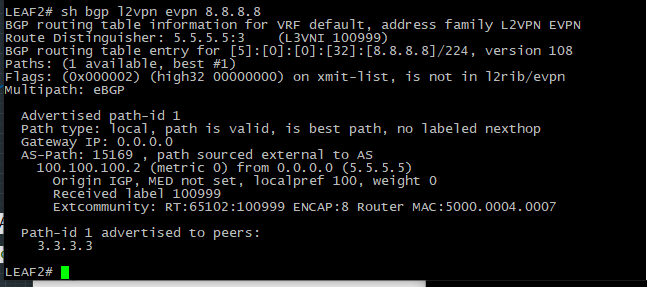 LEAF2# sh bgp l2vpn evpn 8.8.8.8
BGP routing table information for VRF default, address family L2VPN EVPN
Route Distinguisher: 5.5.5.5:3    (L3VNI 100999)
BGP routing table entry for [5]:[0]:[0]:[32]:[8.8.8.8]/224, version 108
Paths: (1 available, best #1)
Flags: (0x000002) (high32 00000000) on xmit-list, is not in l2rib/evpn
Multipath: eBGP

  Advertised path-id 1
  Path type: local, path is valid, is best path, no labeled nexthop
  Gateway IP: 0.0.0.0
  AS-Path: 15169 , path sourced external to AS
    100.100.100.2 (metric 0) from 0.0.0.0 (5.5.5.5)
      Origin IGP, MED not set, localpref 100, weight 0
      Received label 100999
      Extcommunity: RT:65102:100999 ENCAP:8 Router MAC:5000.0004.0007

  Path-id 1 advertised to peers:
    3.3.3.3

LEAF2#